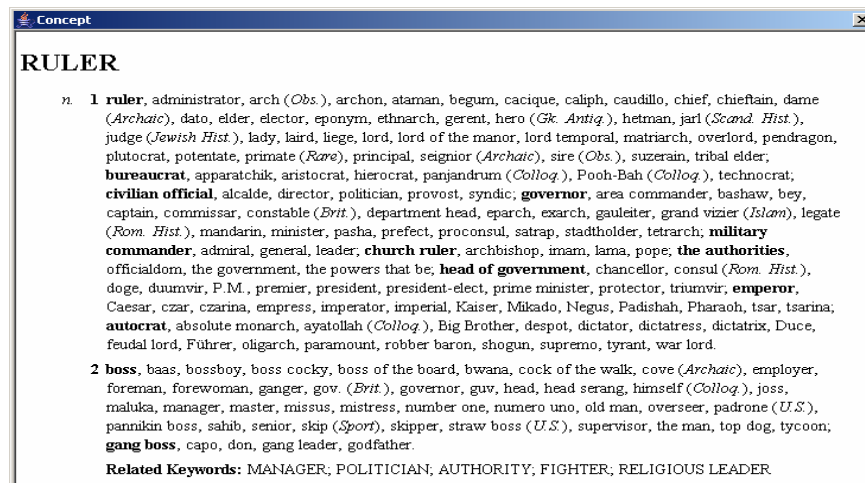 Concept
RULER
n. 1 ruler, administrator, arch (Obs.), archon, ataman, begum, cacique, caliph, caudillo, chief, chieftain, dame
(Archaic), dato, elder, elector, eponym, ethnarch, gerent, hero (Gk. Antiq.), hetman, jarl (Scand. Hist.),
judge (Jewish Hist.), lady, laird, liege, lord, lord of the manor, lord temporal, matriarch, overlord, pendragon,
plutocrat, potentate, primate (Rare), principal, seignior (Archaic), sire (Obs.), suzerain, tribal elder;
bureaucrat, apparatchik, aristocrat, hierocrat, panjandrum (Colloq.), Pooh-Bah (Colloq.), technocrat;
civilian official, alcalde, director, politician, provost, syndic; governor, area commander, bashaw, bey,
captain, commissar, constable (Brit.), department head, eparch, exarch, gauleiter, grand vizier (Islam), legate
(Rom. Hist.), mandarin, minister, pasha, prefect, proconsul, satrap, stadtholder, tetrarch; military
commander, admiral, general, leader; church ruler, archbishop, imam, lama, pope; the authorities,
officialdom, the government, the powers that be; head of government, chancellor, consul (Rom. Hist.),
doge, duumvir, P.M., premier, president, president-elect, prime minister, protector, triumvir; emperor,
Caesar, czar, czarina, empress, imperator, imperial, Kaiser, Mikado, Negus, Padishah, Pharaoh, tsar, tsarina;
autocrat, absolute monarch, ayatollah (Colloq.), Big Brother, despot, dictator, dictatress, dictatrix, Duce,
feudal lord, Führer, oligarch, paramount, robber baron, shogun, supremo, tyrant, war lord.
2 boss, baas, bossboy, boss cocky, boss of the board, bwana, cock of the walk, cove (Archaic), employer,
foreman, forewoman, ganger, gov. (Brit.), governor, guv, head, head serang, himself (Colloq.), joss,
maluka, manager, master, missus, mistress, number one, numero uno, old man, overseer, padrone (U.S.),
pannikin boss, sahib, senior, skip (Sport), skipper, straw boss (U.S.), supervisor, the man, top dog, tycoon;
gang boss, capo, don, gang leader, godfather.
Related Keywords: MANAGER; POLITICIAN; AUTHORITY; FIGHTER; RELIGIOUS LEADER